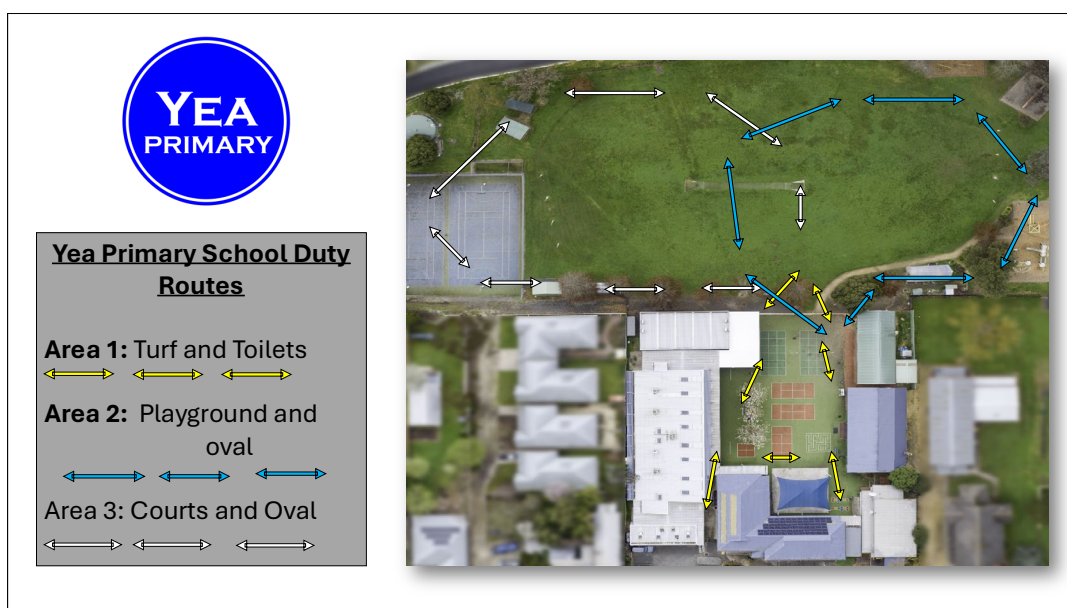 YEA
PRIMARY
Yea Primary School Duty
Routes
Area 1: Turf and Toilets
Area 2: Playground and
oval
Area 3: Courts and Oval